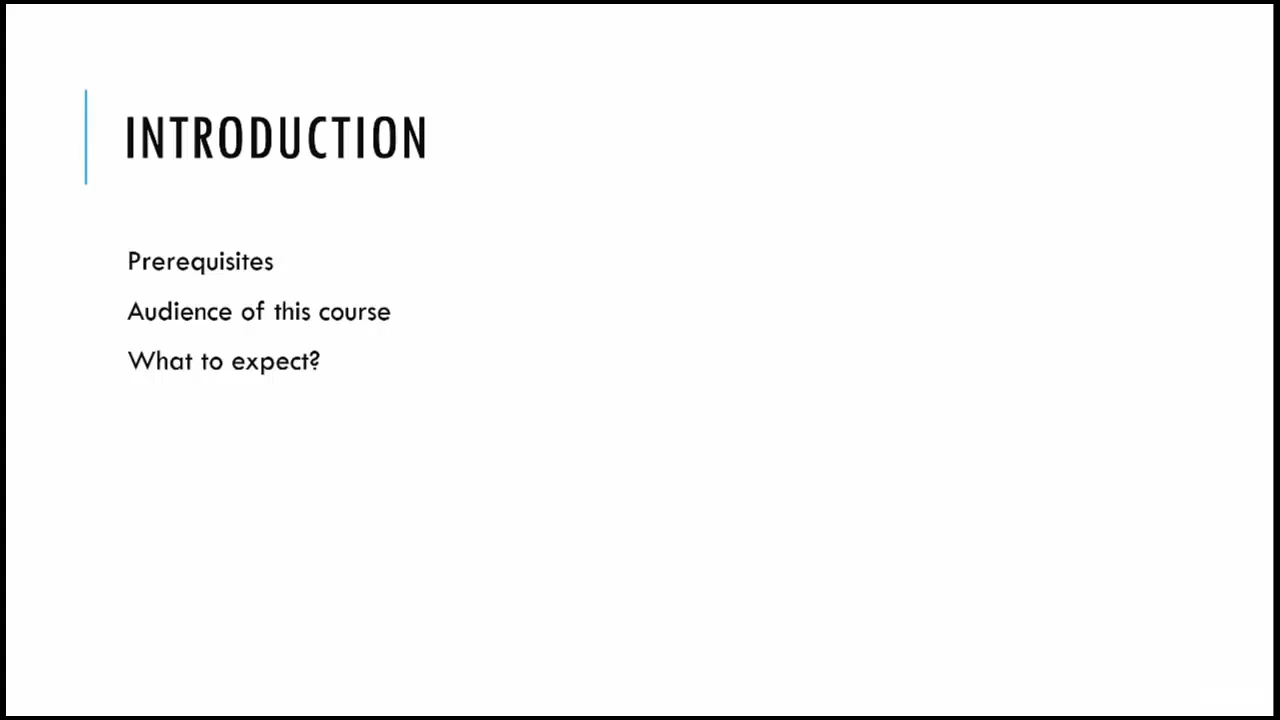 INTRODUCTION
Prerequisites
Audience of this course
What to expect?